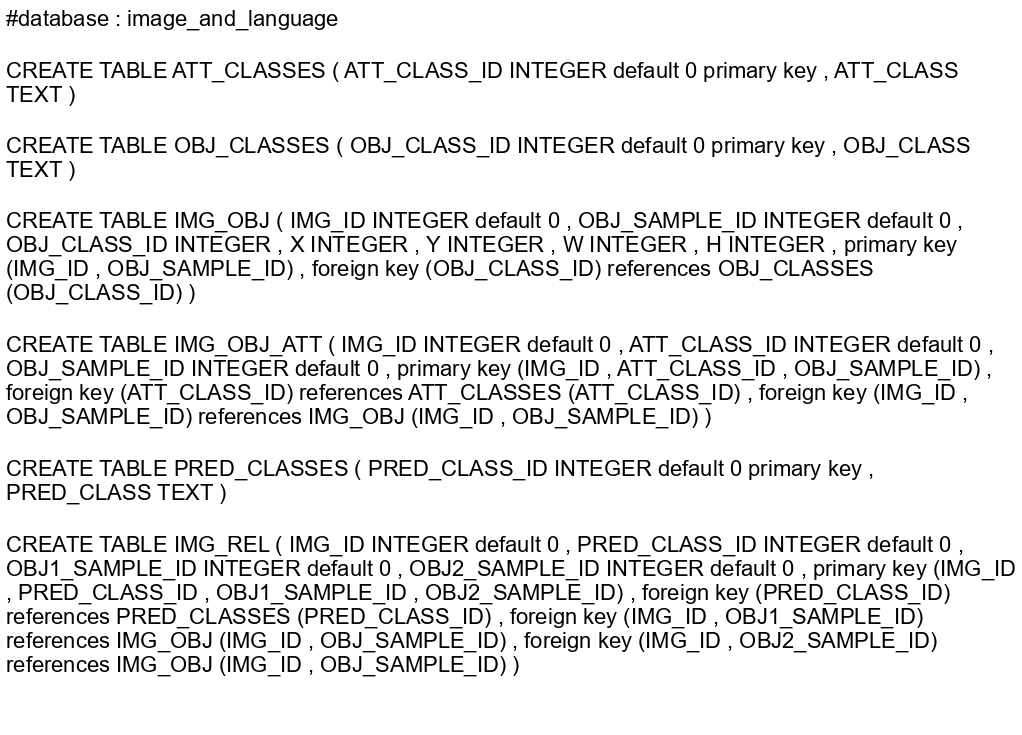 #database : image_and_language
CREATE TABLE ATT_CLASSES ( ATT_CLASS_ID INTEGER default 0 primary key , ATT_CLASS
TEXT )
CREATE TABLE OBJ_CLASSES ( OBJ_CLASS_ID INTEGER default 0 primary key , OBJ_CLASS
TEXT )
CREATE TABLE IMG_OBJ ( IMG_ID INTEGER default 0 , OBJ_SAMPLE_ID INTEGER default 0 ,
OBJ_CLASS_ID INTEGER , X INTEGER , Y INTEGER , W INTEGER , H INTEGER , primary key
(IMG_ID , OBJ_SAMPLE_ID) , foreign key (OBJ_CLASS_ID) references OBJ_CLASSES
(OBJ_CLASS_ID) )
CREATE TABLE IMG_OBJ_ATT ( IMG_ID INTEGER default 0 , ATT_CLASS_ID INTEGER default 0 ,
OBJ_SAMPLE_ID INTEGER default 0 , primary key (IMG_ID , ATT_CLASS_ID , OBJ_SAMPLE_ID) ,
foreign key (ATT_CLASS_ID) references ATT_CLASSES (ATT_CLASS_ID) , foreign key (IMG_ID ,
OBJ_SAMPLE_ID) references IMG_OBJ (IMG_ID , OBJ_SAMPLE_ID) )
CREATE TABLE PRED_CLASSES ( PRED_CLASS_ID INTEGER default 0 primary key ,
PRED_CLASS TEXT )
CREATE TABLE IMG_REL ( IMG_ID INTEGER default 0 , PRED_CLASS_ID INTEGER default 0 ,
OBJ1_SAMPLE_ID INTEGER default 0 , OBJ2_SAMPLE_ID INTEGER default 0 , primary key (IMG_ID
, PRED_CLASS_ID , OBJ1_SAMPLE_ID , OBJ2_SAMPLE_ID) , foreign key (PRED_CLASS_ID)
references PRED_CLASSES (PRED_CLASS_ID) , foreign key (IMG_ID , OBJ1_SAMPLE_ID)
references IMG_OBJ (IMG_ID , OBJ_SAMPLE_ID) , foreign key (IMG_ID , OBJ2_SAMPLE_ID)
references IMG_OBJ (IMG_ID , OBJ_SAMPLE_ID) )